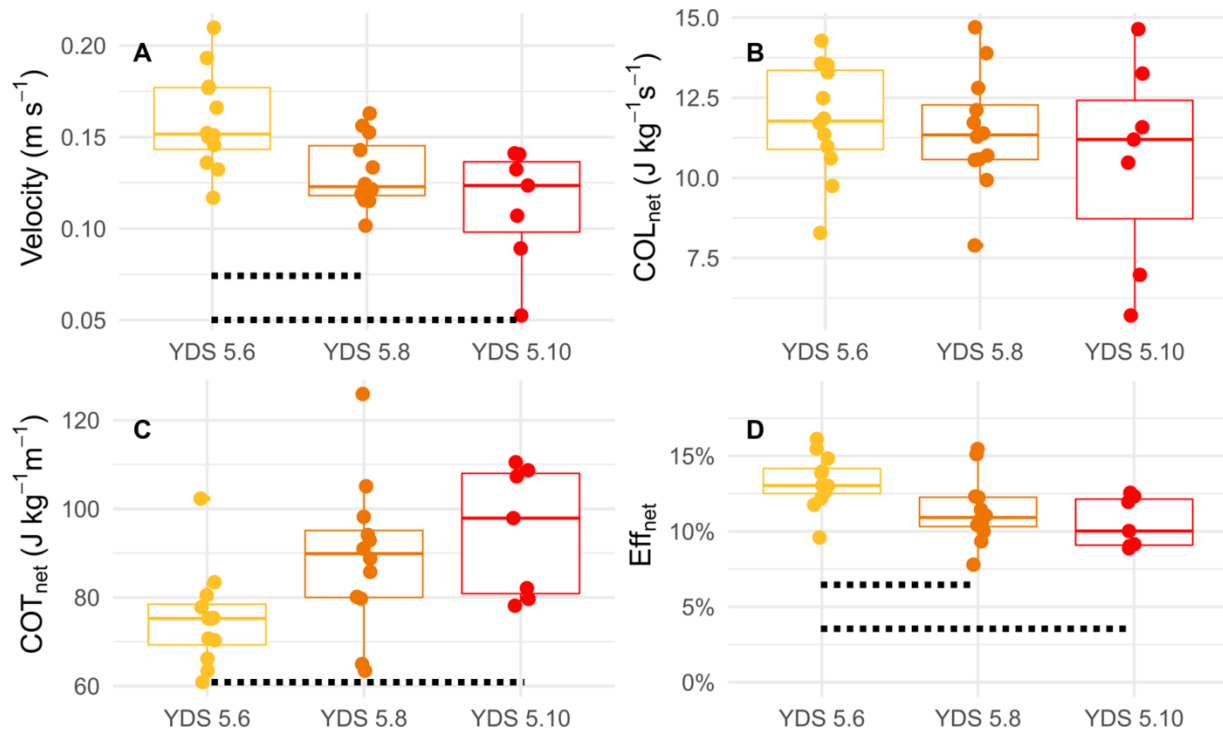 A
Velocity (m s⁻¹)
0.20
0.15
0.10
0.05
YDS 5.6 YDS 5.8 YDS 5.10
B
COLnet (J kg⁻¹s⁻¹)
15.0
12.5
10.0
7.5
YDS 5.6 YDS 5.8 YDS 5.10
C
COTnet (J kg⁻¹m⁻¹)
120
100
80
60
YDS 5.6 YDS 5.8 YDS 5.10
D
Effnet
15%
10%
5%
0%
YDS 5.6 YDS 5.8 YDS 5.10